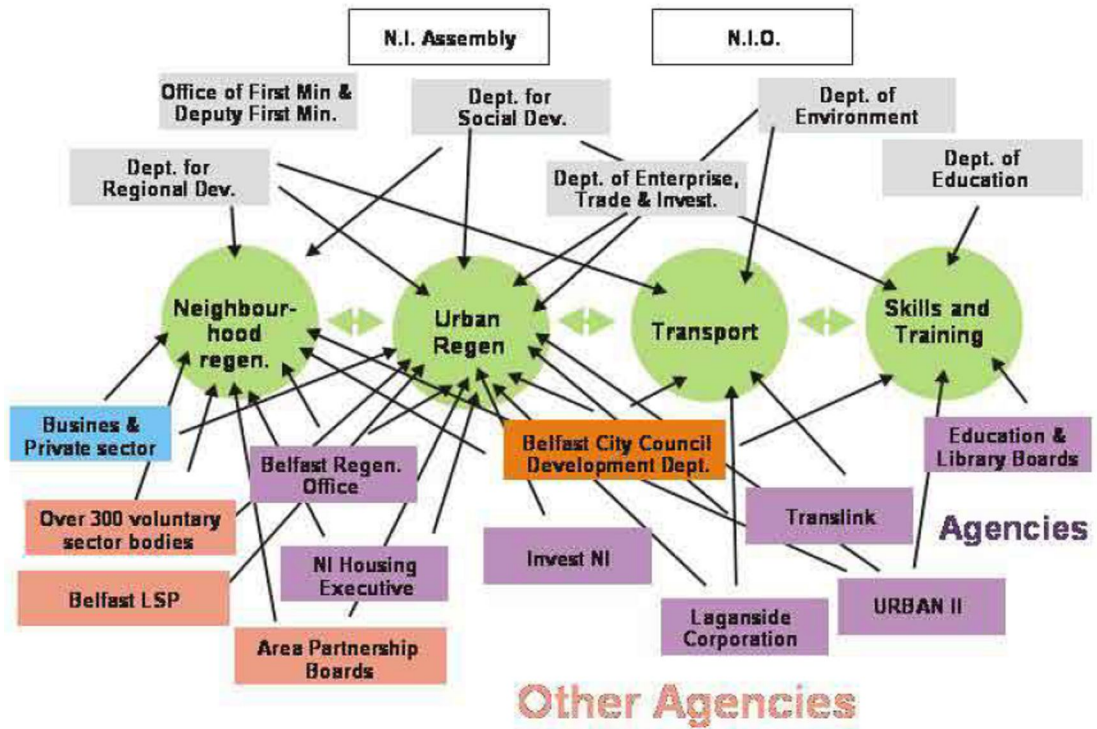 N.I. Assembly
N.I.O.
Office of First Min &
Deputy First Min.
Dept. for
Social Dev.
Dept. of
Environment
Dept. for
Regional Dev.
Dept. of Enterprise,
Trade & Invest.
Dept. of
Education
Neighbour-
hood
regen.
Urban
Regen
Transport
Skills and
Training
Busines &
Private sector
Belfast Regen.
Office
Belfast City Council
Development Dept.
Education &
Library Boards
Over 300 voluntary
sector bodies
Translink
Agencies
NI Housing
Executive
Invest NI
Belfast LSP
URBAN II
Laganside
Corporation
Area Partnership
Boards
Other Agencies